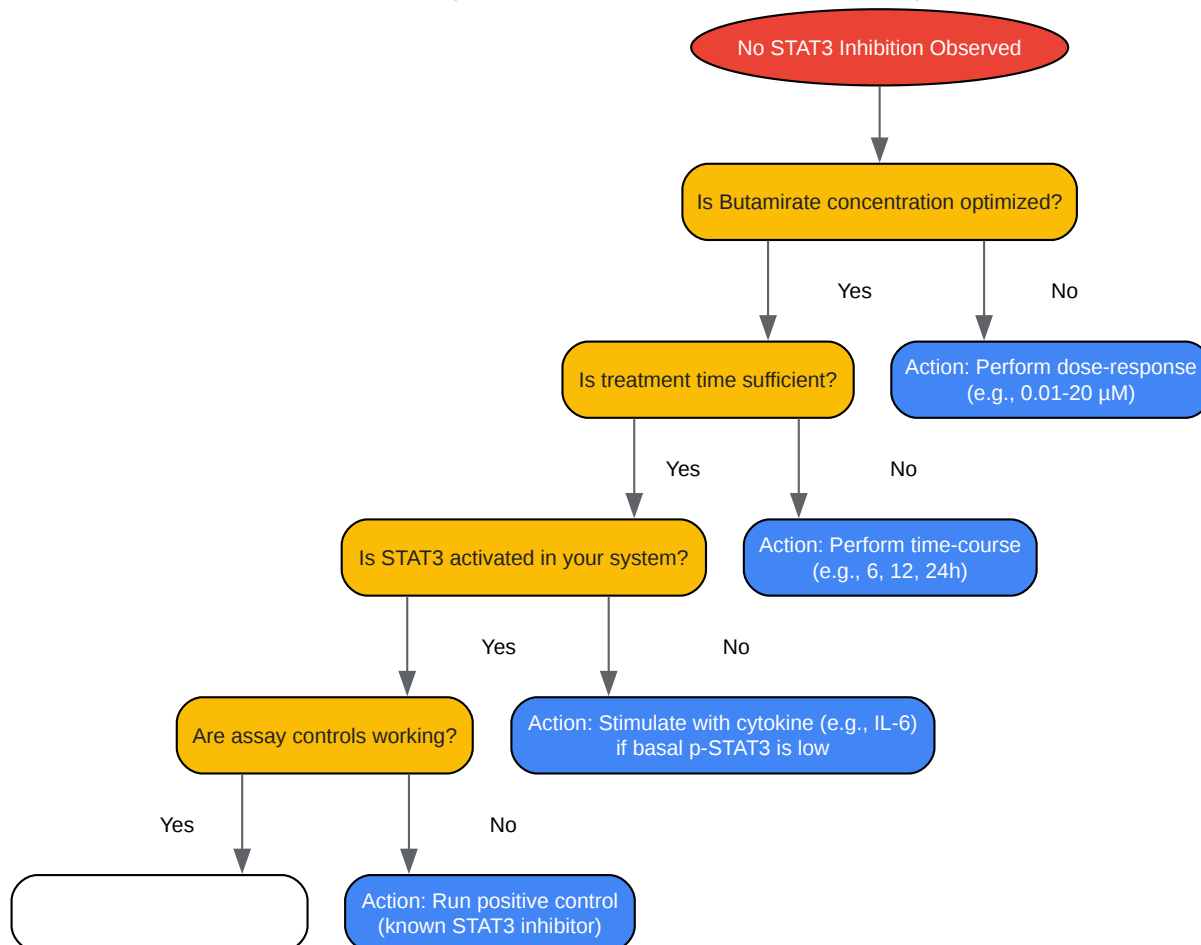 No STAT3 Inhibition Observed
Is Butamirate concentration optimized?
Yes
No
Is treatment time sufficient?
Action: Perform dose-response
(e.g., 0.01-20 µM)
Yes
No
Is STAT3 activated in your system?
Action: Perform time-course
(e.g., 6, 12, 24h)
Yes
No
Are assay controls working?
Action: Stimulate with cytokine (e.g., IL-6)
if basal p-STAT3 is low
Yes
No
Action: Run positive control
(known STAT3 inhibitor)